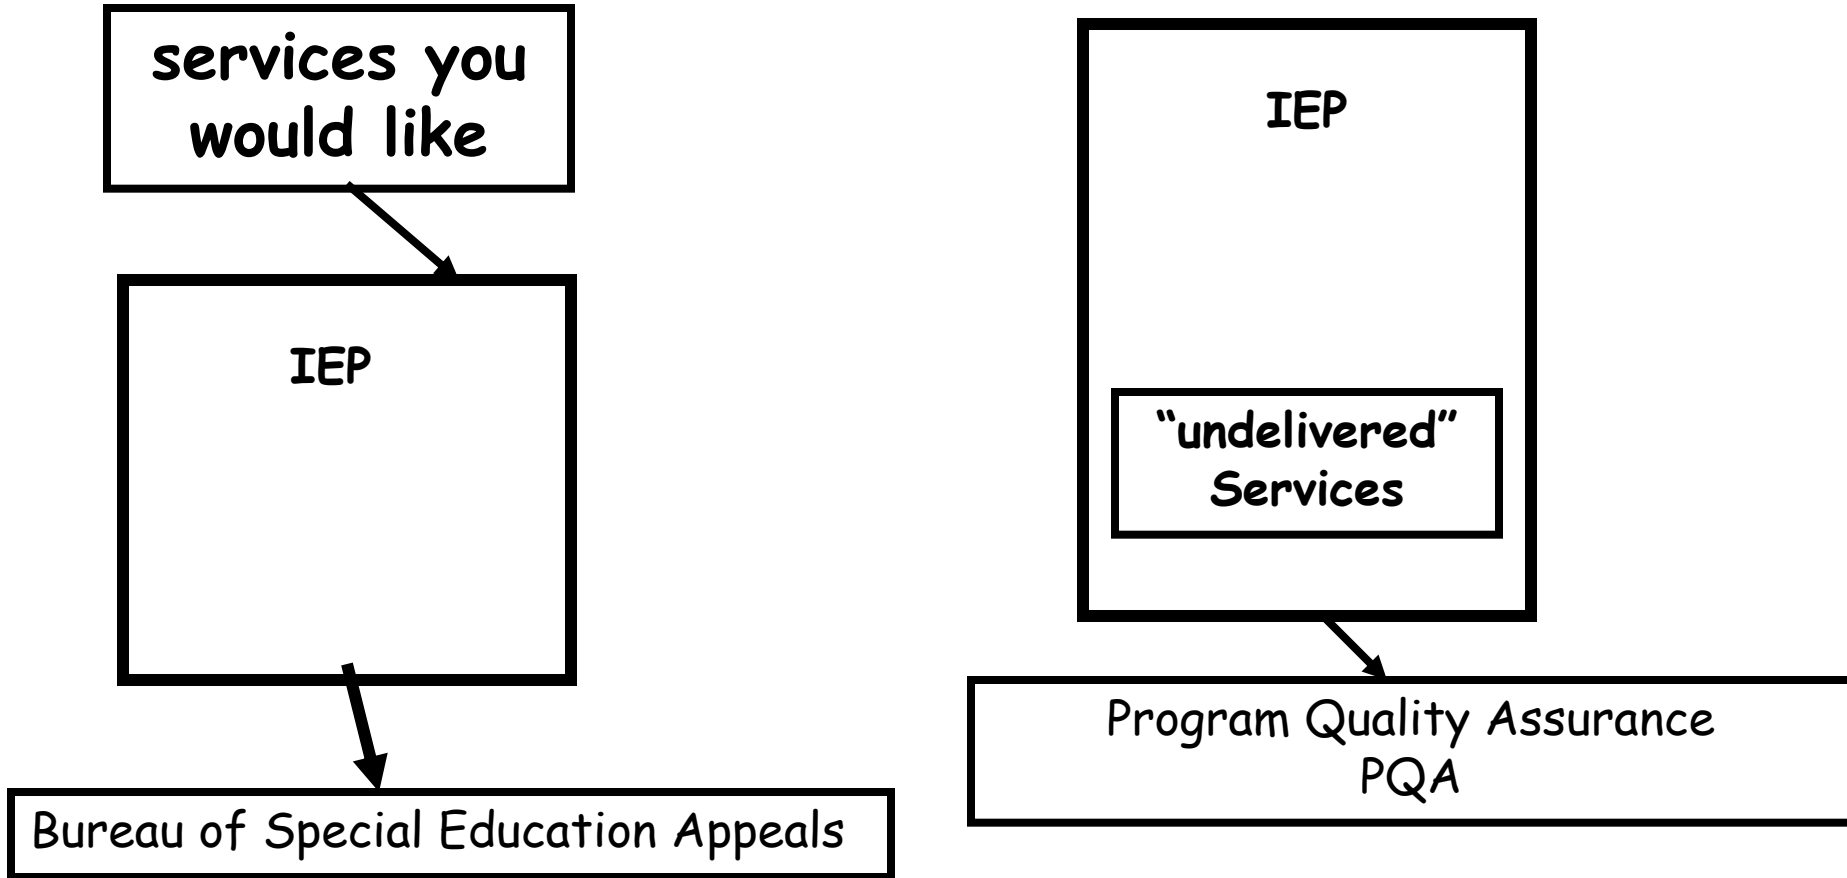 services you
would like
IEP
Bureau of Special Education Appeals
IEP
“undelivered”
Services
Program Quality Assurance
PQA